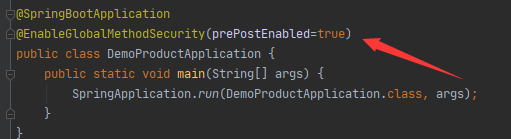 @SpringBootApplication
@EnableGlobalMethodSecurity(prePostEnabled=true)
public class DemoProductApplication {
public static void main(String[] args) {
SpringApplication.run(DemoProductApplication.class, args);
}
}